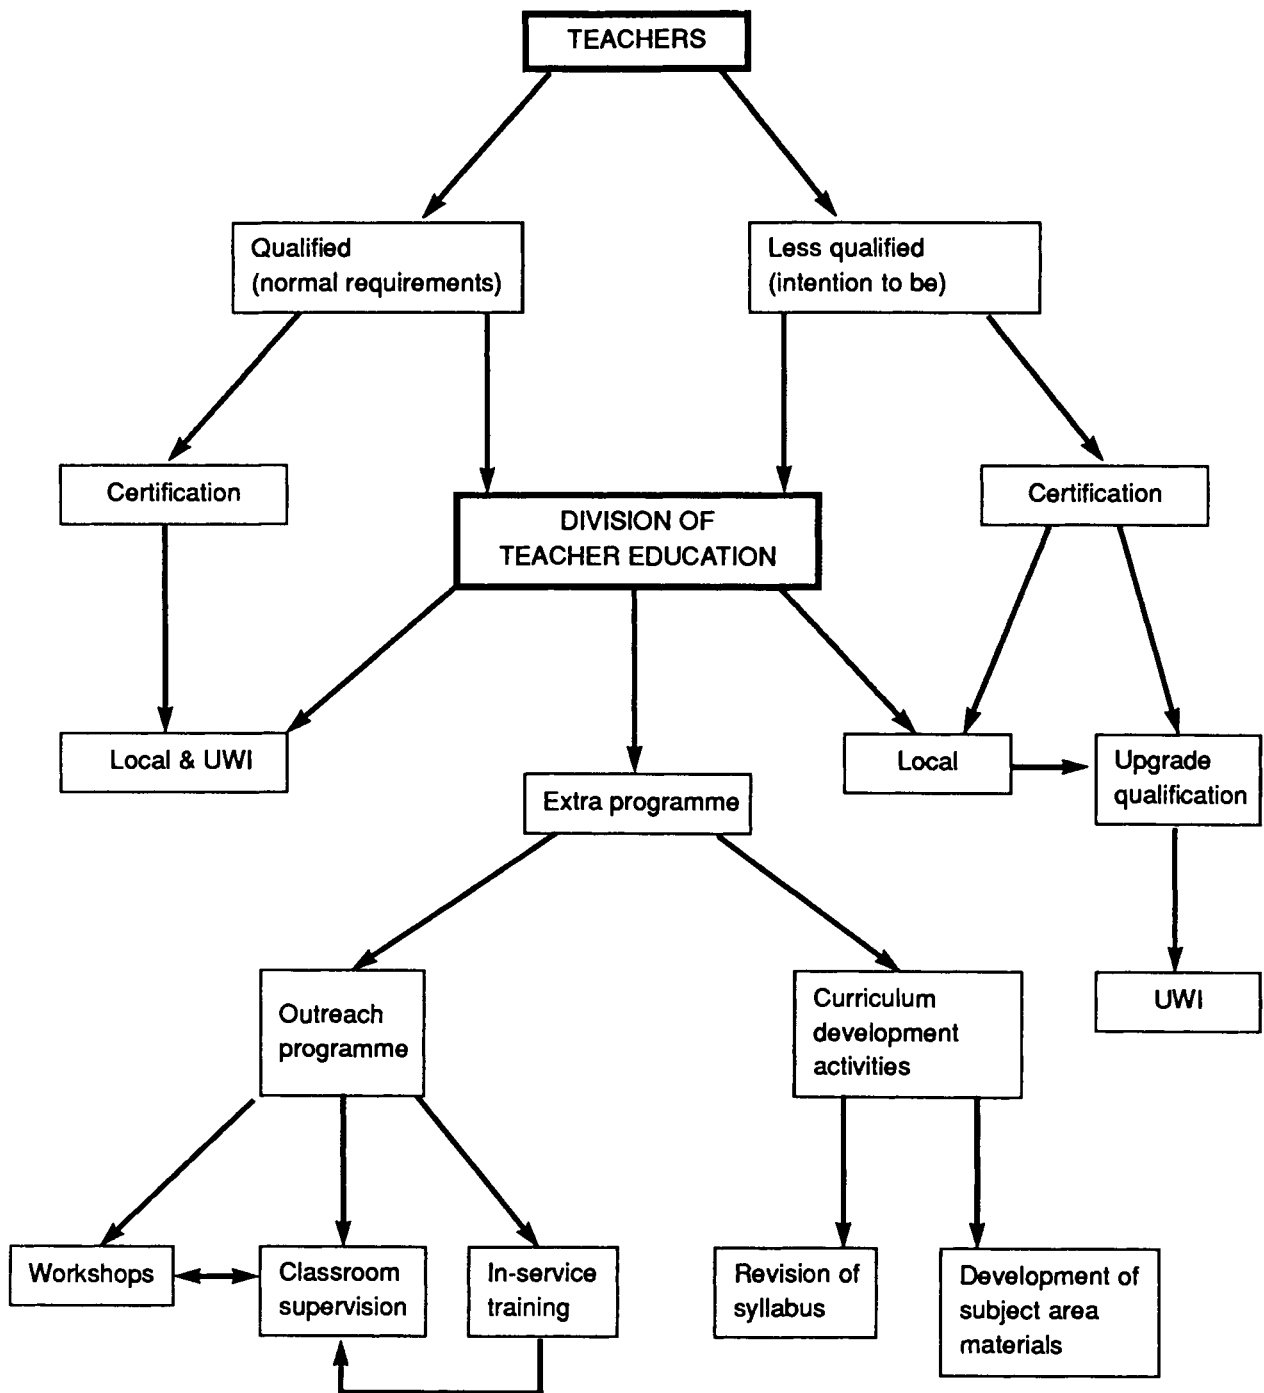 TEACHERS
Qualified
(normal requirements)
Less qualified
(intention to be)
Certification
DIVISION OF
TEACHER EDUCATION
Certification
Local & UWI
Extra programme
Local
Upgrade
qualification
Outreach
programme
Curriculum
development
activities
UWI
Workshops
Classroom
supervision
In-service
training
Revision of
syllabus
Development of
subject area
materials